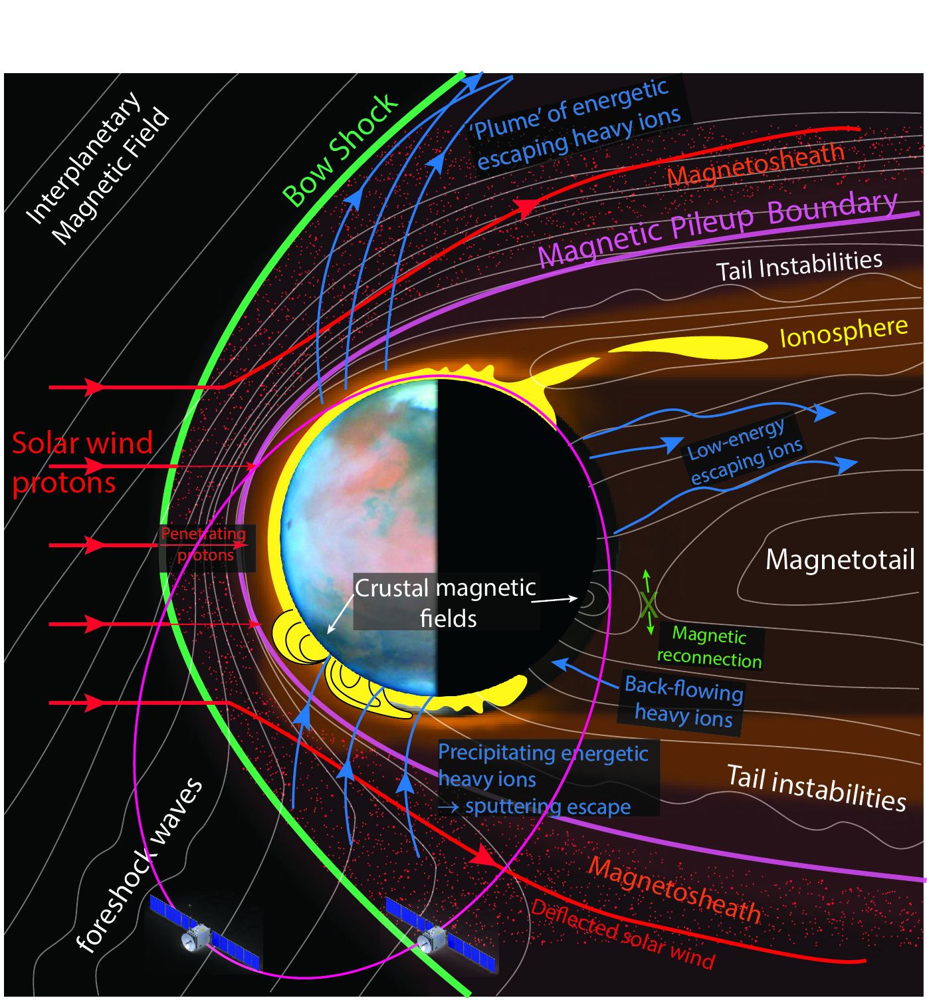 Interplanetary
Magnetic Field
Bow Shock
‘Plume’ of energetic
escaping heavy ions
Magnetosheath
Magnetic Pileup Boundary
Tail Instabilities
Ionosphere
Solar wind
protons
Low-energy
escaping ions
Penetrating
protons
Magnetotail
Crustal magnetic
fields
X
Magnetic
reconnection
Back-flowing
heavy ions
Precipitating energetic
heavy ions
→ sputtering escape
Tail instabilities
foreshock waves
Magnetosheath
Deflected solar wind